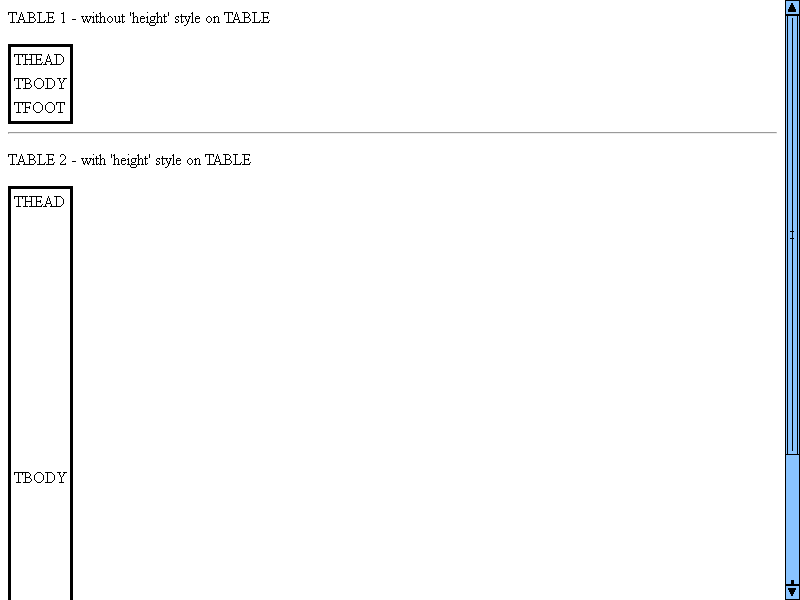 TABLE 1 - without 'height' style on TABLE
THEAD
TBODY
TFOOT
TABLE 2 - with 'height' style on TABLE
THEAD
TBODY